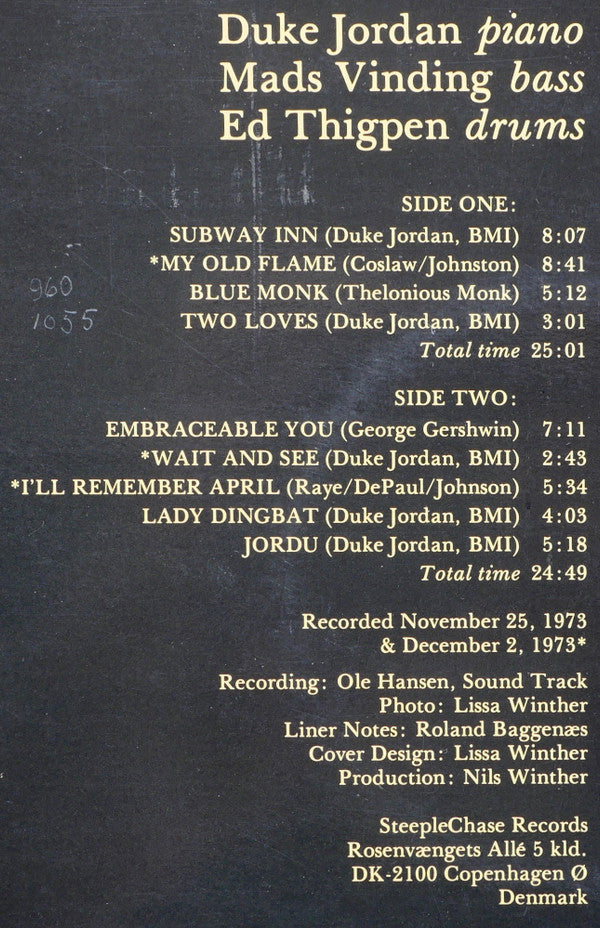 Duke Jordan piano
Mads Vinding bass
Ed Thigpen drums
SIDE ONE:
SUBWAY INN (Duke Jordan, BMI) 8:07
*MY OLD FLAME (Coslaw/Johnston) 8:41
BLUE MONK (Thelonious Monk) 5:12
TWO LOVES (Duke Jordan, BMI) 3:01
Total time 25:01
960
1055
SIDE TWO:
EMBRACEABLE YOU (George Gershwin) 7:11
*WAIT AND SEE (Duke Jordan, BMI) 2:43
*I'LL REMEMBER APRIL (Raye/DePaul/Johnson) 5:34
LADY DINGBAT (Duke Jordan, BMI) 4:03
JORDU (Duke Jordan, BMI) 5:18
Total time 24:49
Recorded November 25, 1973
& December 2, 1973*
Recording: Ole Hansen, Sound Track
Photo: Lissa Winther
Liner Notes: Roland Baggenæs
Cover Design: Lissa Winther
Production: Nils Winther
SteepleChase Records
Rosenvængets Allé 5 kld.
DK-2100 Copenhagen Ø
Denmark